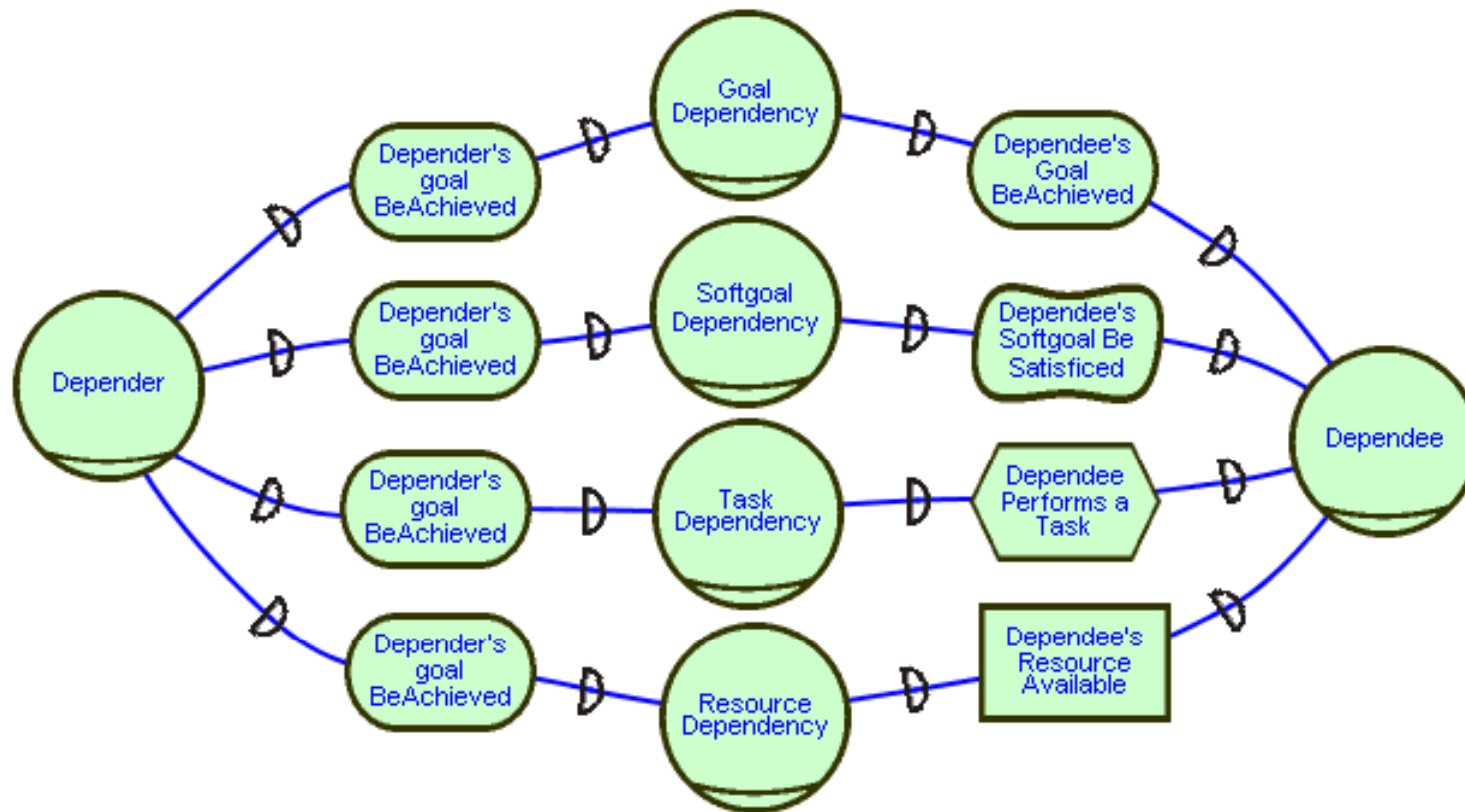 Goal
Dependency
Depender's
goal
BeAchieved
Dependee's
Goal
BeAchieved
Softgoal
Dependency
Depender's
goal
BeAchieved
Dependee's
Softgoal Be
Satisficed
Depender
Dependee
Depender's
goal
BeAchieved
Task
Dependency
Dependee
Performs a
Task
Depender's
goal
BeAchieved
Resource
Dependency
Dependee's
Resource
Available